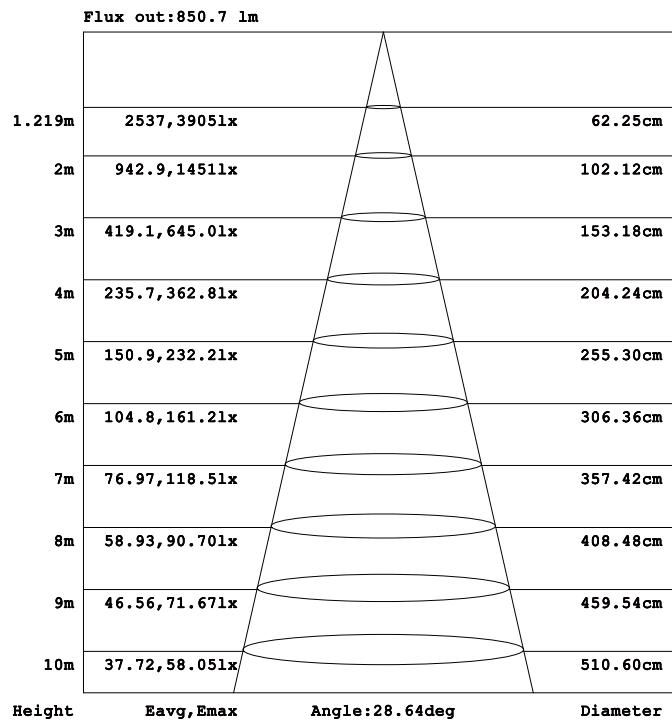 Flux out:850.7 lm
1.219m 2537,3905lx 62.25cm
2m 942.9,1451lx 102.12cm
3m 419.1,645.0lx 153.18cm
4m 235.7,362.8lx 204.24cm
5m 150.9,232.2lx 255.30cm
6m 104.8,161.2lx 306.36cm
7m 76.97,118.5lx 357.42cm
8m 58.93,90.70lx 408.48cm
9m 46.56,71.67lx 459.54cm
10m 37.72,58.05lx 510.60cm
Height Eavg,Emax Angle:28.64deg Diameter